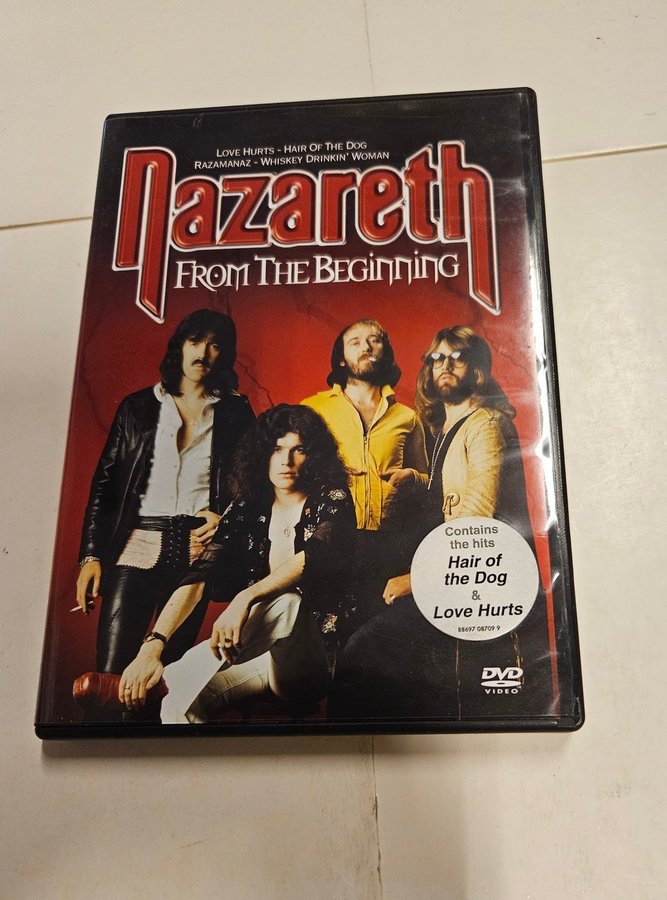 LOVE HURTS - HAIR OF THE DOG
RAZAMANAZ - WHISKEY DRINKIN' WOMAN
Nazareth
FROM THE BEGINNING
Contains
the hits
Hair of
the Dog
&
Love Hurts
88697 08709 9
DVD
VIDEO